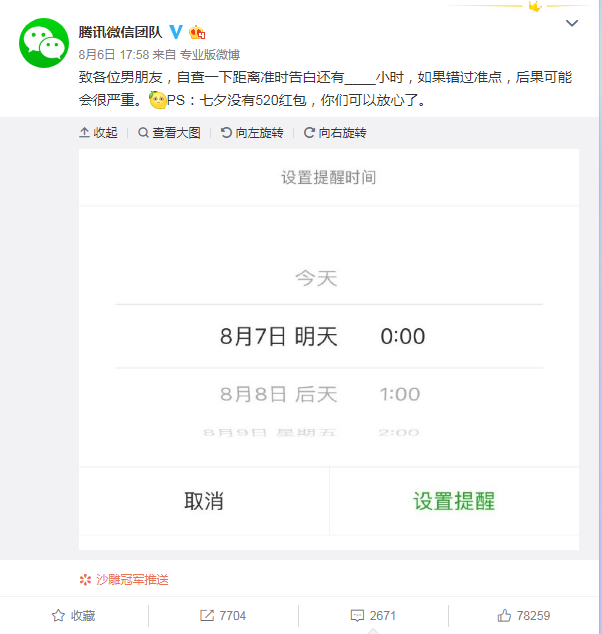 腾讯微信团队
8月6日 17:58 来自 专业版微博
致各位男朋友，自查一下距离准时告白还有____小时，如果错过准点，后果可能
会很严重。PS：七夕没有520红包，你们可以放心了。
收起 查看大图 向左旋转 向右旋转
设置提醒时间
今天
8月7日 明天 0:00
8月8日 后天 1:00
8月9日 星期五 2:00
取消 设置提醒
沙雕冠军推送
收藏 7704 2671 78259